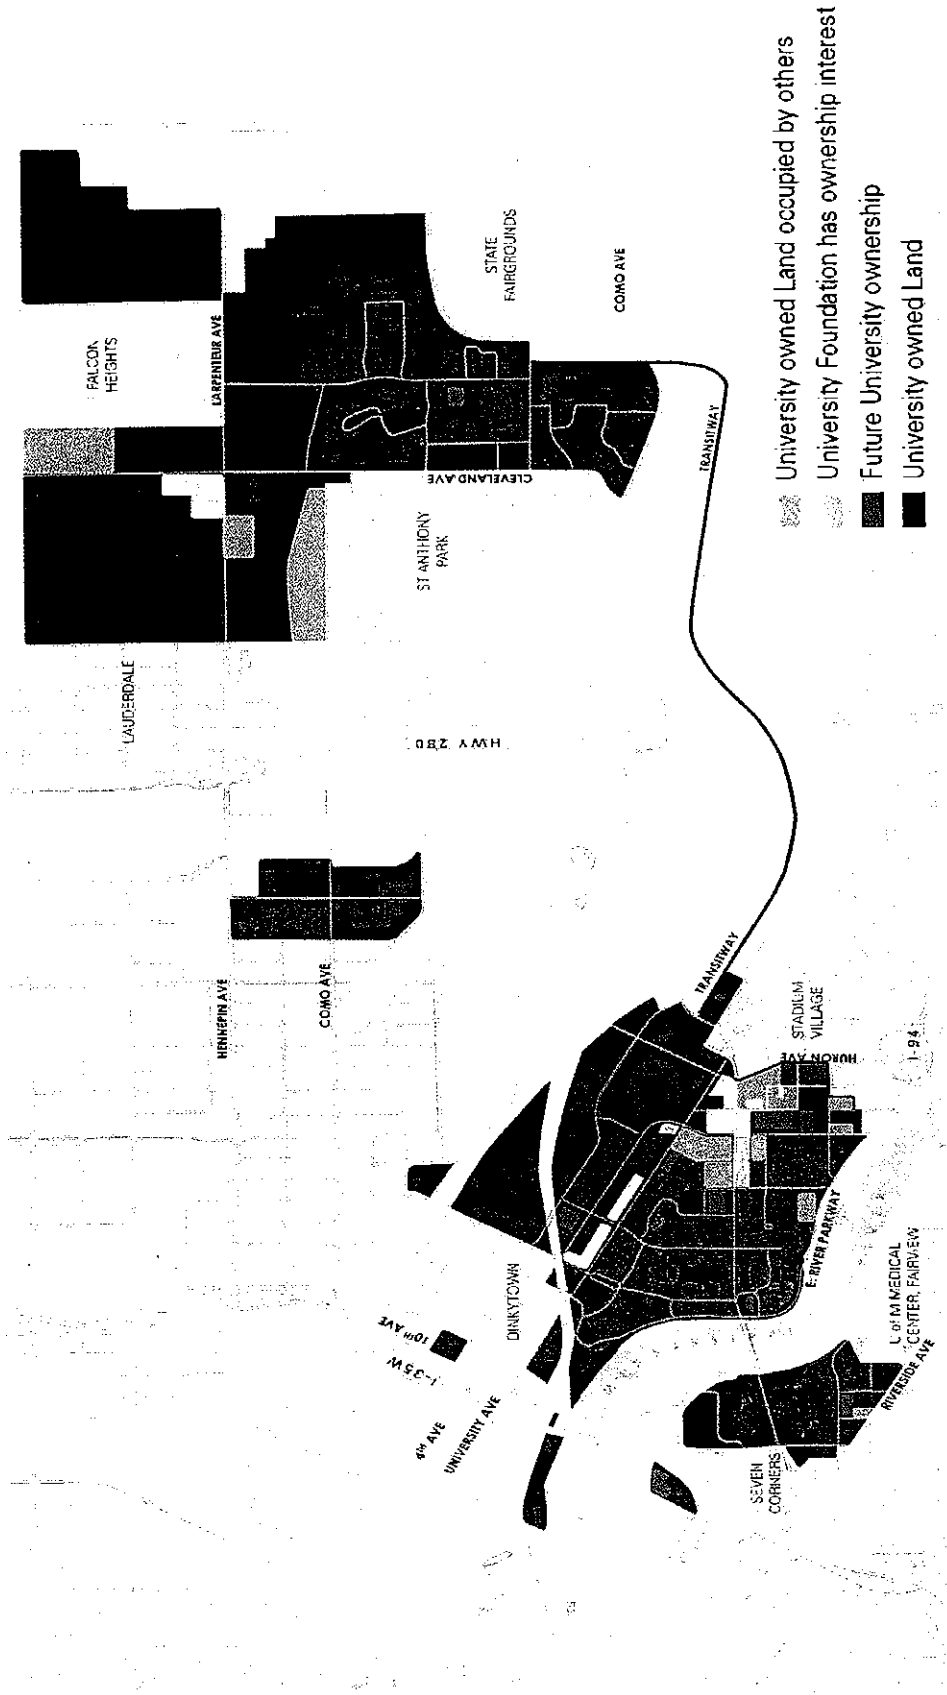 FALCON
HEIGHTS
LARPENTEUR AVE
STATE
FAIRGROUNDS
COMO AVE
CLEVELAND AVE
ST ANTHONY
PARK
TRANSITWAY
LAUDERDALE
HWY 280
HENNEPIN AVE
COMO AVE
TRANSITWAY
STADIUM
VILLAGE
HURON AVE
I-94
E. RIVER PARKWAY
DINKYTOWN
10TH AVE
I-35W
4TH AVE
UNIVERSITY AVE
SEVEN
CORNERS
U of M MEDICAL
CENTER, FAIRVIEW
RIVERSIDE AVE
University owned Land occupied by others
University Foundation has ownership interest
Future University ownership
University owned Land